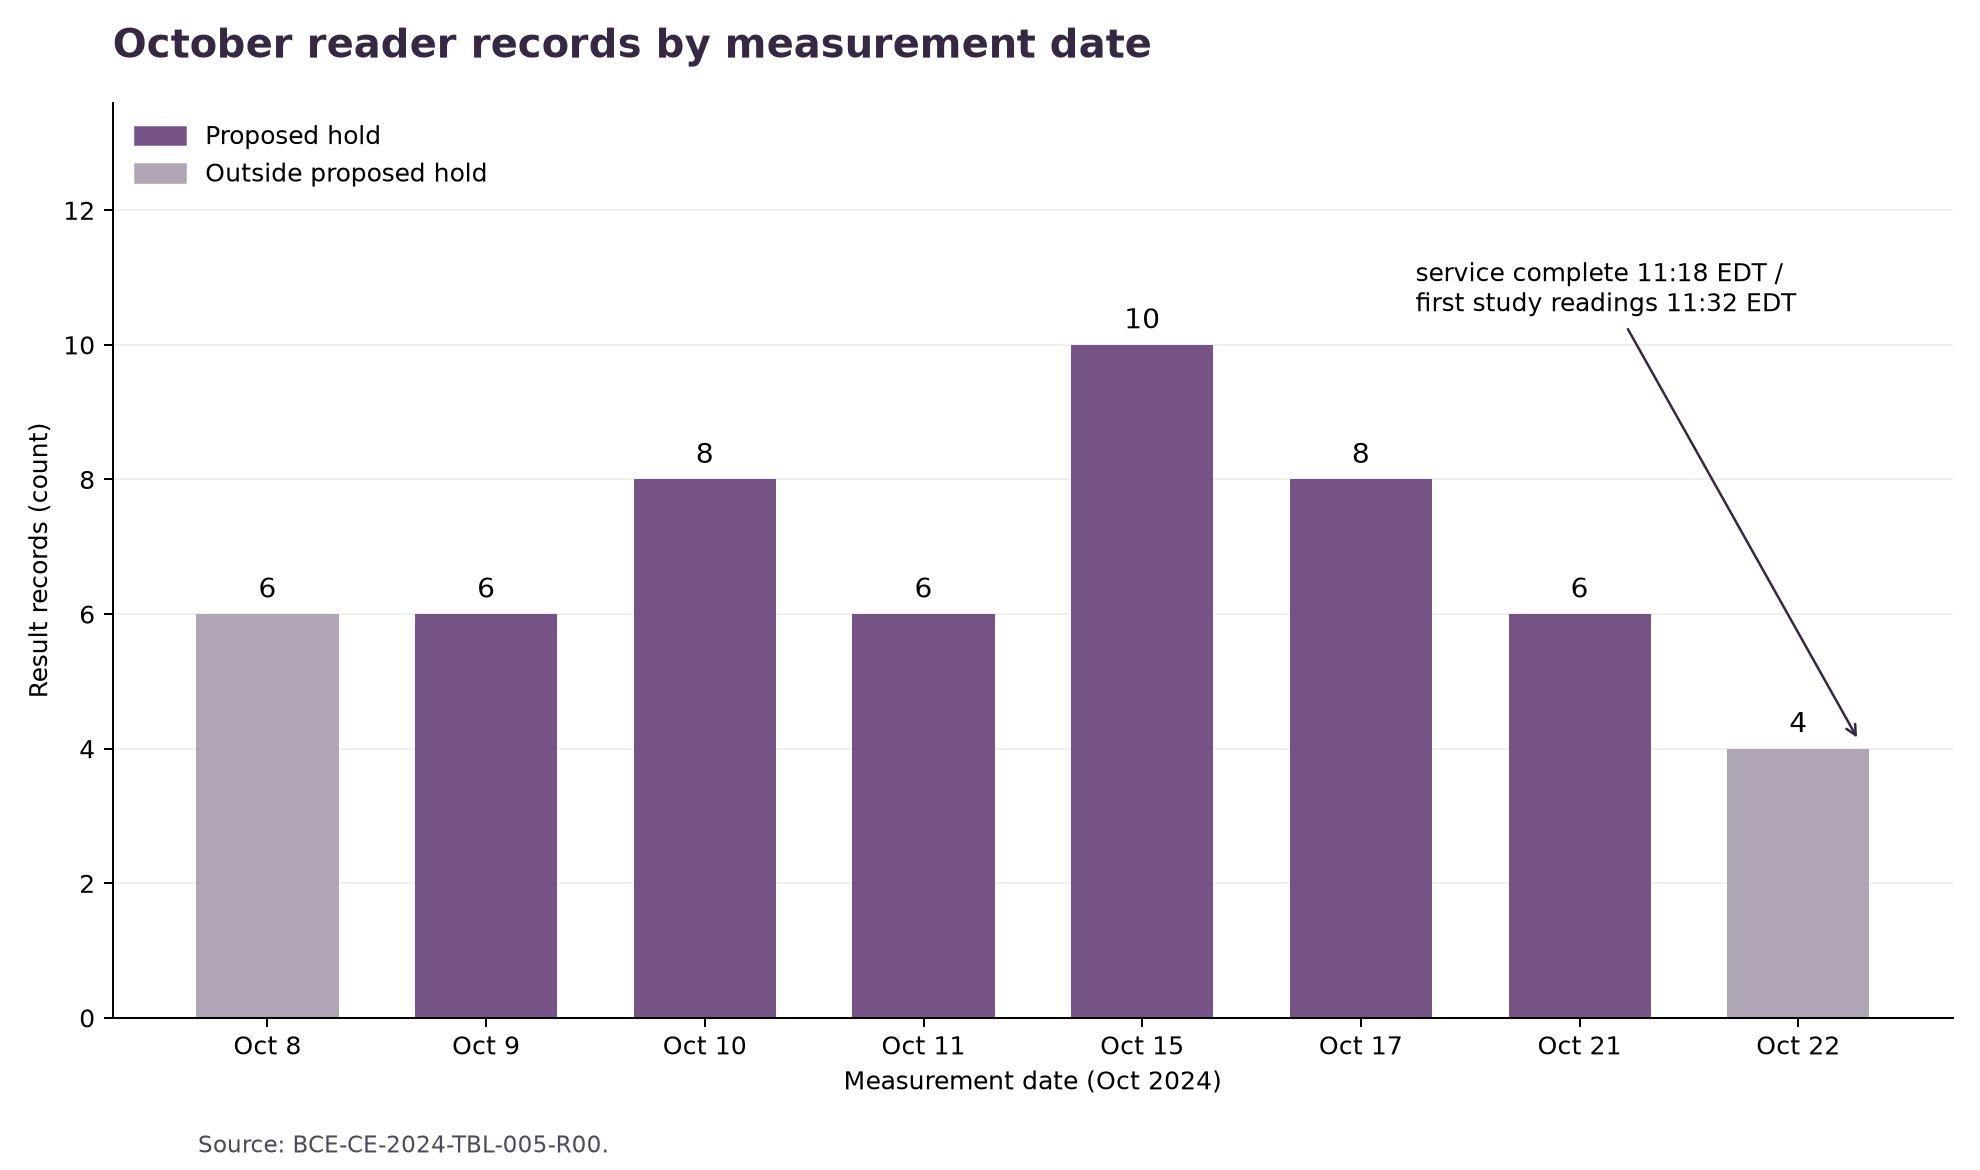 October reader records by measurement date
Proposed hold
Outside proposed hold
service complete 11:18 EDT /
first study readings 11:32 EDT
Result records (count)
12
10
8
6
4
2
0
6
6
8
6
10
8
6
4
Oct 8
Oct 9
Oct 10
Oct 11
Oct 15
Oct 17
Oct 21
Oct 22
Measurement date (Oct 2024)
Source: BCE-CE-2024-TBL-005-R00.